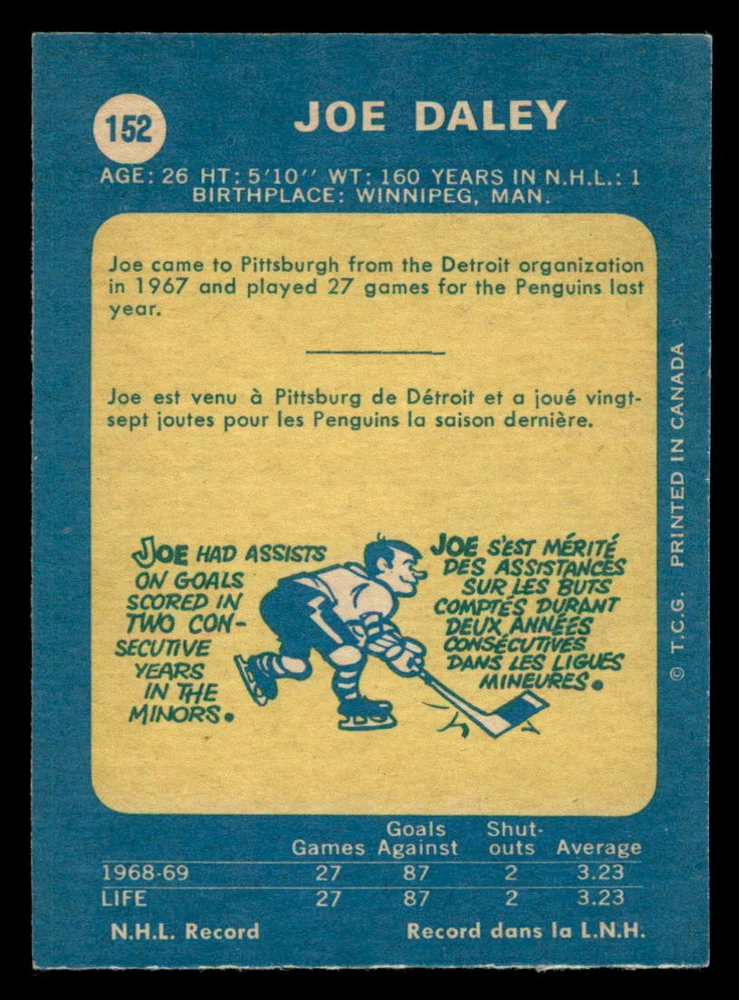 152
JOE DALEY
AGE: 26 HT: 5'10'' WT: 160 YEARS IN N.H.L.: 1
BIRTHPLACE: WINNIPEG, MAN.
Joe came to Pittsburgh from the Detroit organization
in 1967 and played 27 games for the Penguins last
year.
Joe est venu à Pittsburg de Détroit et a joué vingt-
sept joutes pour les Penguins la saison dernière.
JOE HAD ASSISTS
ON GOALS
SCORED IN
TWO CON-
SECUTIVE
YEARS
IN THE
MINORS.
JOE S'EST MÉRITÉ
DES ASSISTANCES
SUR LES BUTS
COMPTÉS DURANT
DEUX ANNÉES
CONSÉCUTIVES
DANS LES LIGUES
MINEURES.
© T.C.G. PRINTED IN CANADA
Games Goals Against Shut-outs Average
1968-69 27 87 2 3.23
LIFE 27 87 2 3.23
N.H.L. Record Record dans la L.N.H.